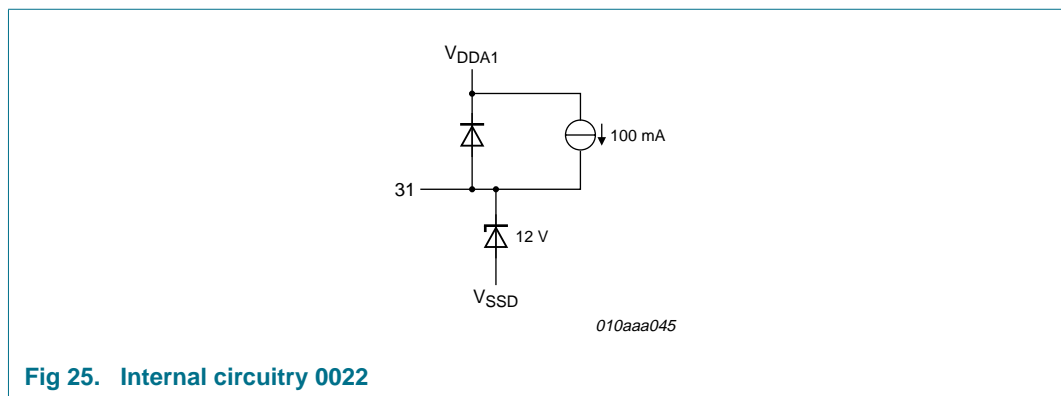 VDDA1
100 mA
31
12 V
VSSD
010aaa045
Fig 25. Internal circuitry 0022